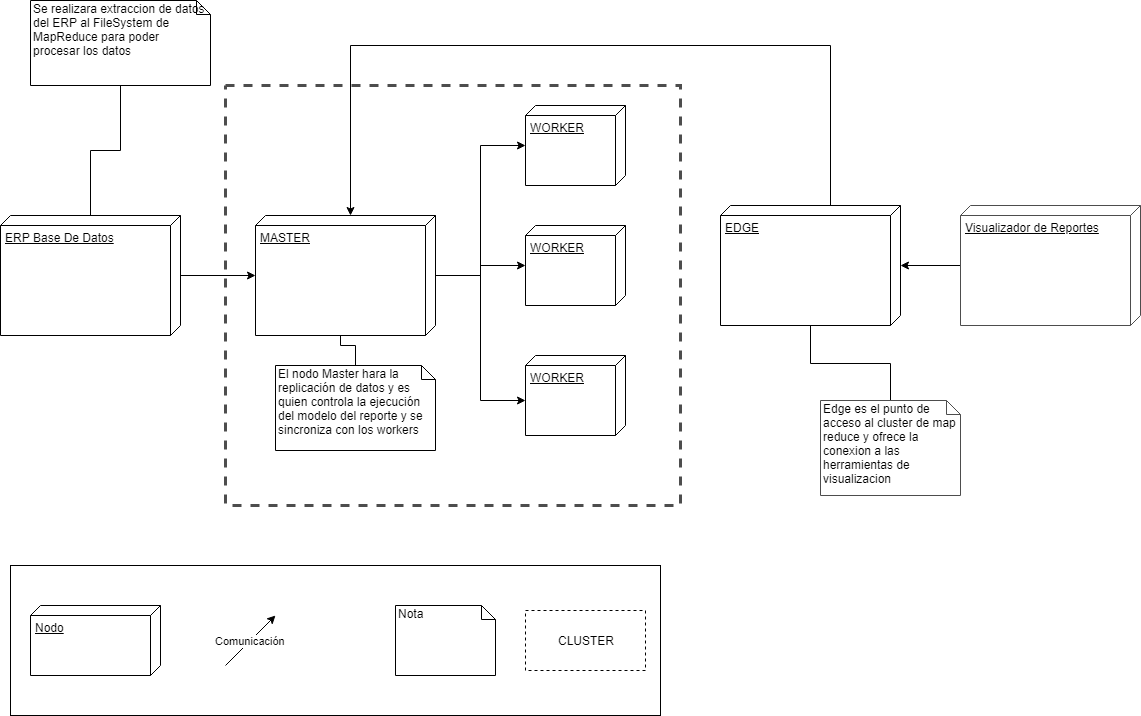 Se realizara extraccion de datos
del ERP al FileSystem de
MapReduce para poder
procesar los datos
WORKER
ERP Base De Datos
MASTER
WORKER
EDGE
Visualizador de Reportes
El nodo Master hara la
replicación de datos y es
quien controla la ejecución
del modelo del reporte y se
sincroniza con los workers
WORKER
Edge es el punto de
acceso al cluster de map
reduce y ofrece la
conexion a las
herramientas de
visualizacion
Nodo
Comunicación
Nota
CLUSTER